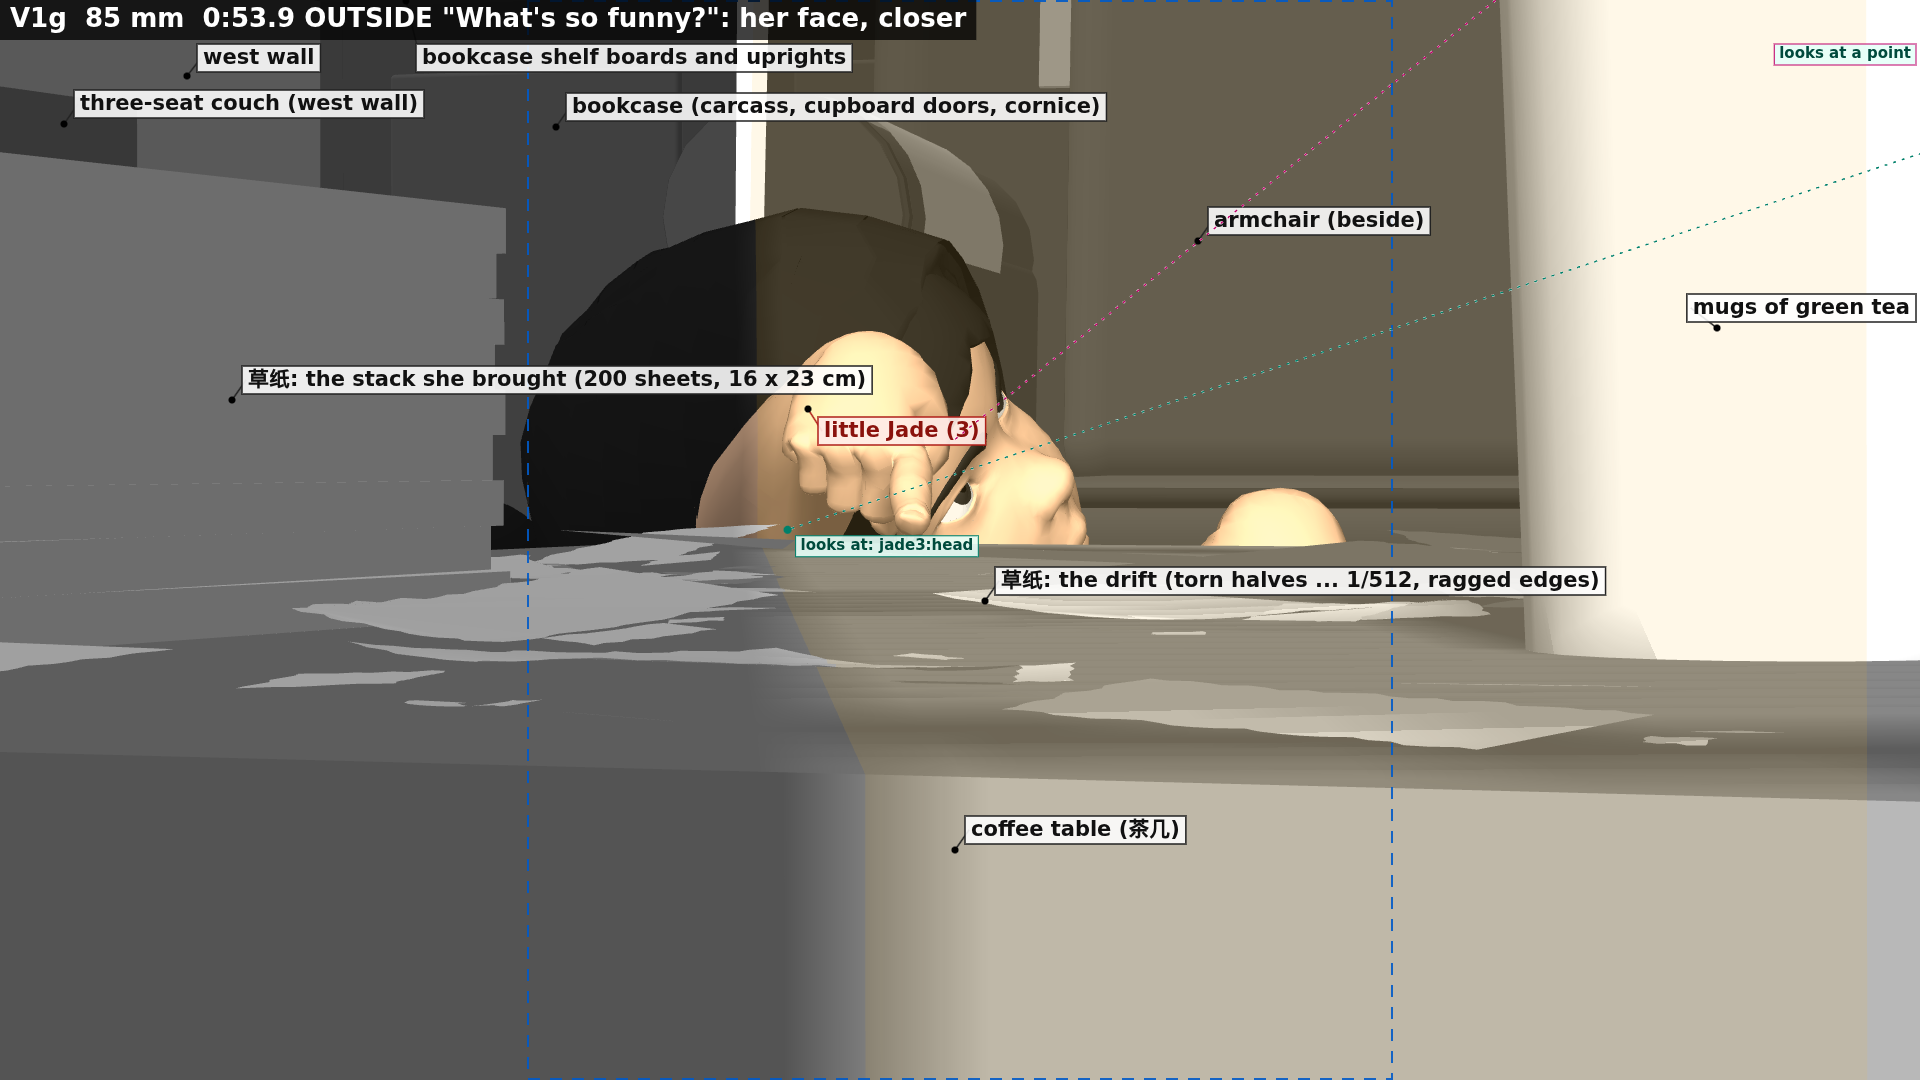 V1g 85 mm 0:53.9 OUTSIDE "What's so funny?": her face, closer
west wall
bookcase shelf boards and uprights
looks at a point
three-seat couch (west wall)
bookcase (carcass, cupboard doors, cornice)
armchair (beside)
mugs of green tea
草纸: the stack she brought (200 sheets, 16 x 23 cm)
little Jade (3)
looks at: jade3:head
草纸: the drift (torn halves ... 1/512, ragged edges)
coffee table (茶几)